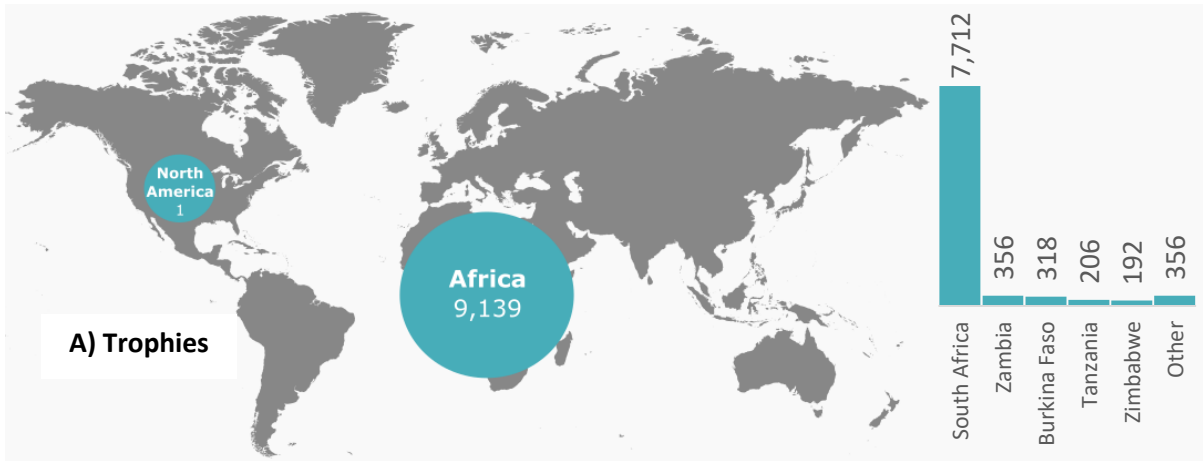 North
America
1
Africa
9,139
A) Trophies
7,712
356
318
206
192
356
South Africa
Zambia
Burkina Faso
Tanzania
Zimbabwe
Other